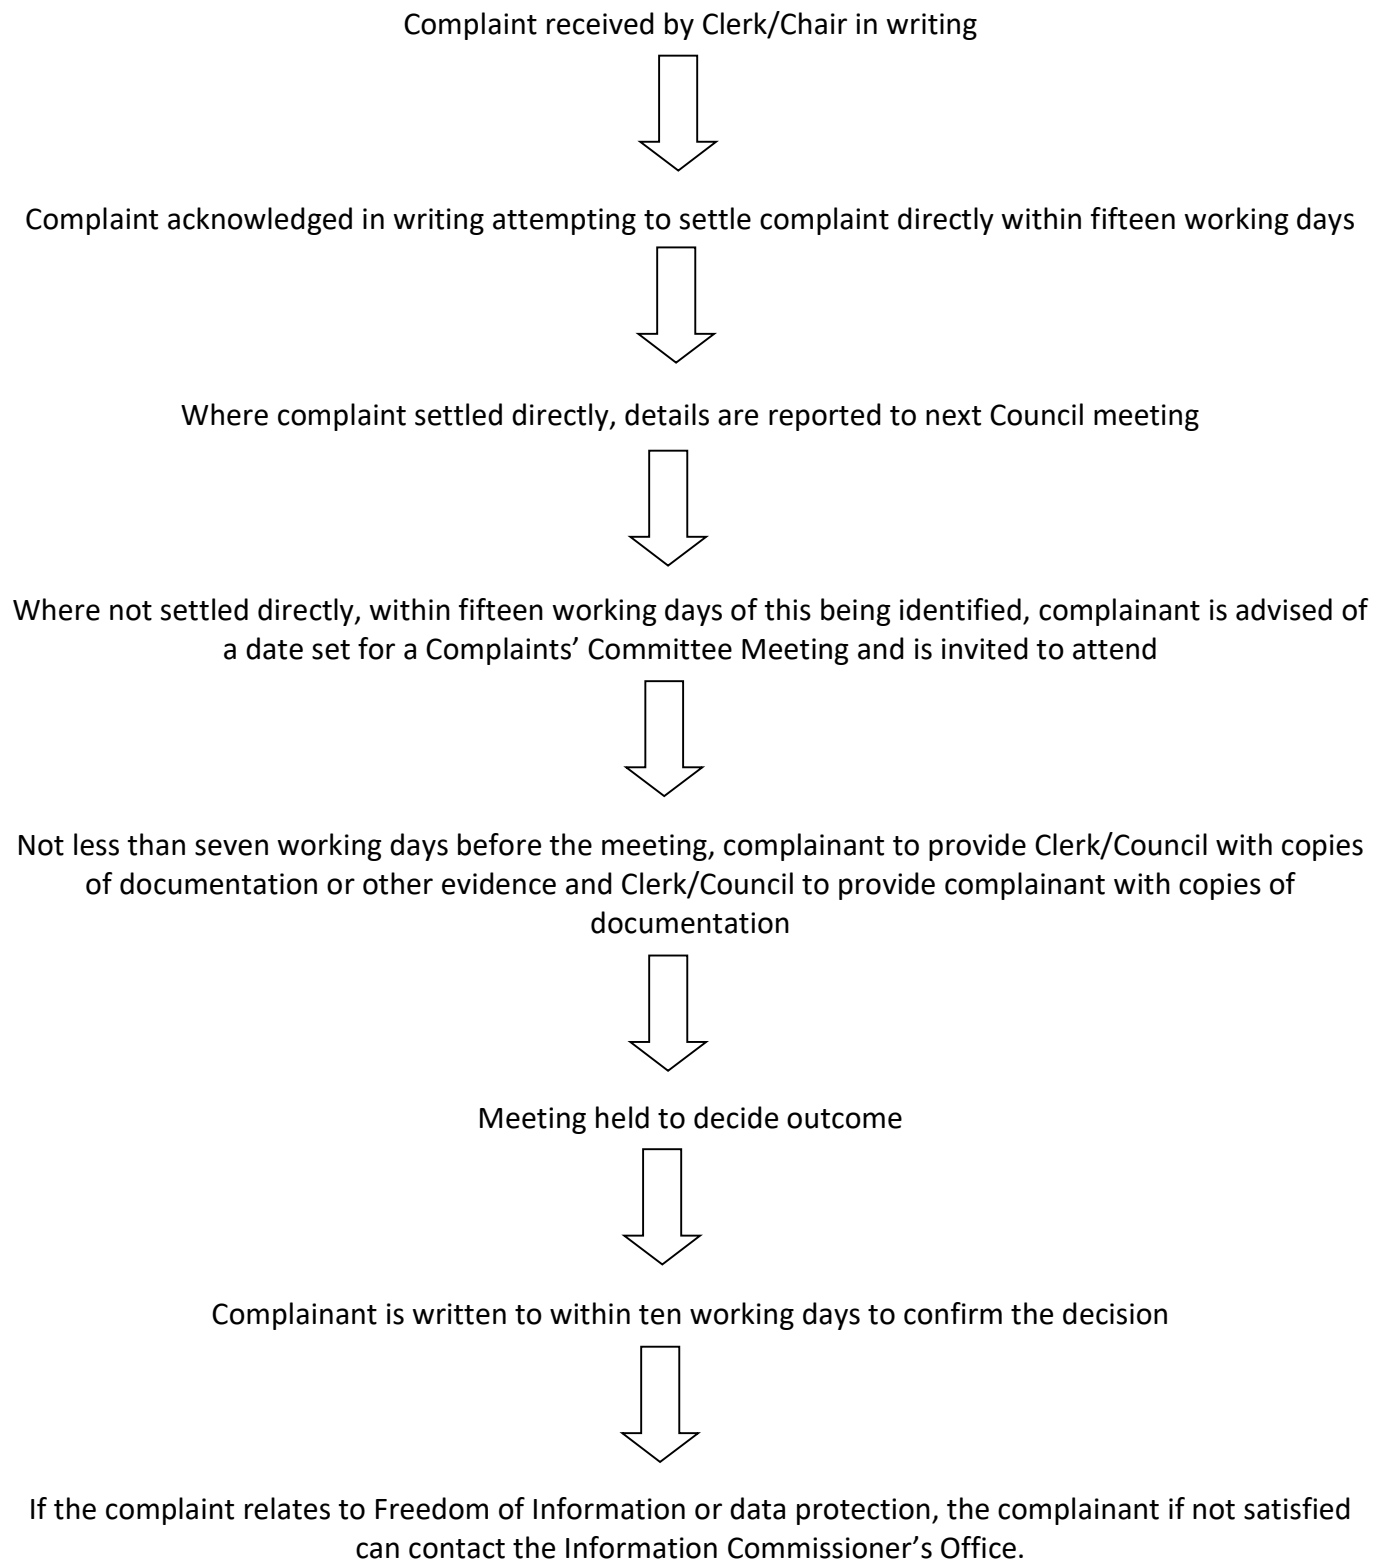 Complaint received by Clerk/Chair in writing
Complaint acknowledged in writing attempting to settle complaint directly within fifteen working days
Where complaint settled directly, details are reported to next Council meeting
Where not settled directly, within fifteen working days of this being identified, complainant is advised of
a date set for a Complaints’ Committee Meeting and is invited to attend
Not less than seven working days before the meeting, complainant to provide Clerk/Council with copies
of documentation or other evidence and Clerk/Council to provide complainant with copies of
documentation
Meeting held to decide outcome
Complainant is written to within ten working days to confirm the decision
If the complaint relates to Freedom of Information or data protection, the complainant if not satisfied
can contact the Information Commissioner’s Office.